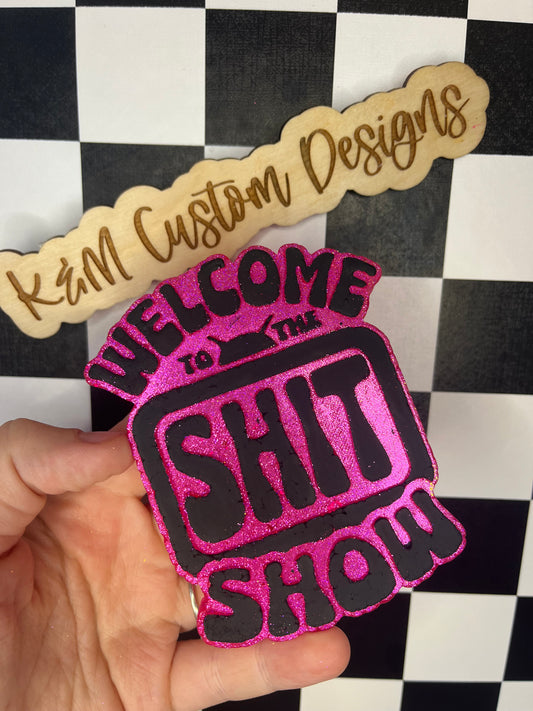 K&M Custom Designs
WELCOME
TO THE
SHIT
SHOW